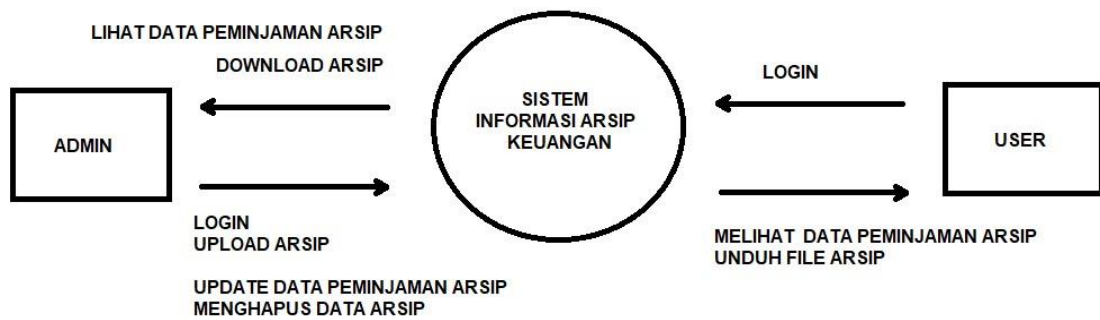 LIHAT DATA PEMINJAMAN ARSIP
DOWNLOAD ARSIP
ADMIN
LOGIN
UPLOAD ARSIP
UPDATE DATA PEMINJAMAN ARSIP
MENGHAPUS DATA ARSIP
SISTEM
INFORMASI ARSIP
KEUANGAN
LOGIN
USER
MELIHAT DATA PEMINJAMAN ARSIP
UNDUH FILE ARSIP